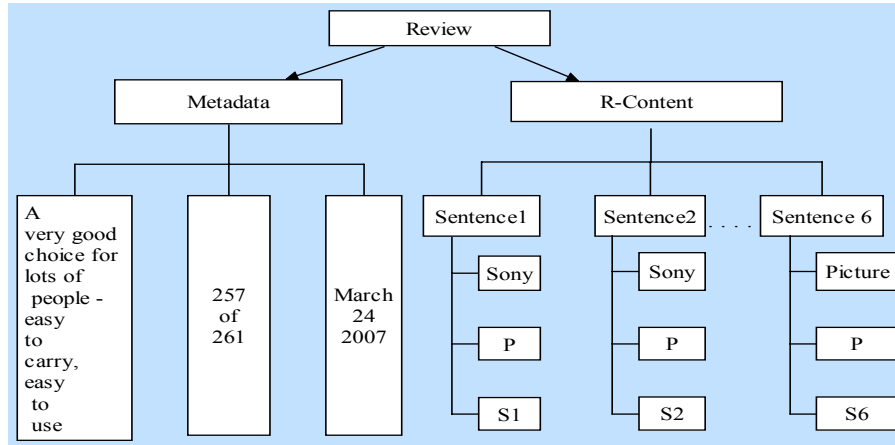 Review
Metadata
R-Content
A
very good
choice for
lots of
people -
easy
to
carry,
easy
to
use
257
of
261
March
24
2007
Sentence1
Sentence2
. . . .
Sentence 6
Sony
Sony
Picture
P
P
P
S1
S2
S6